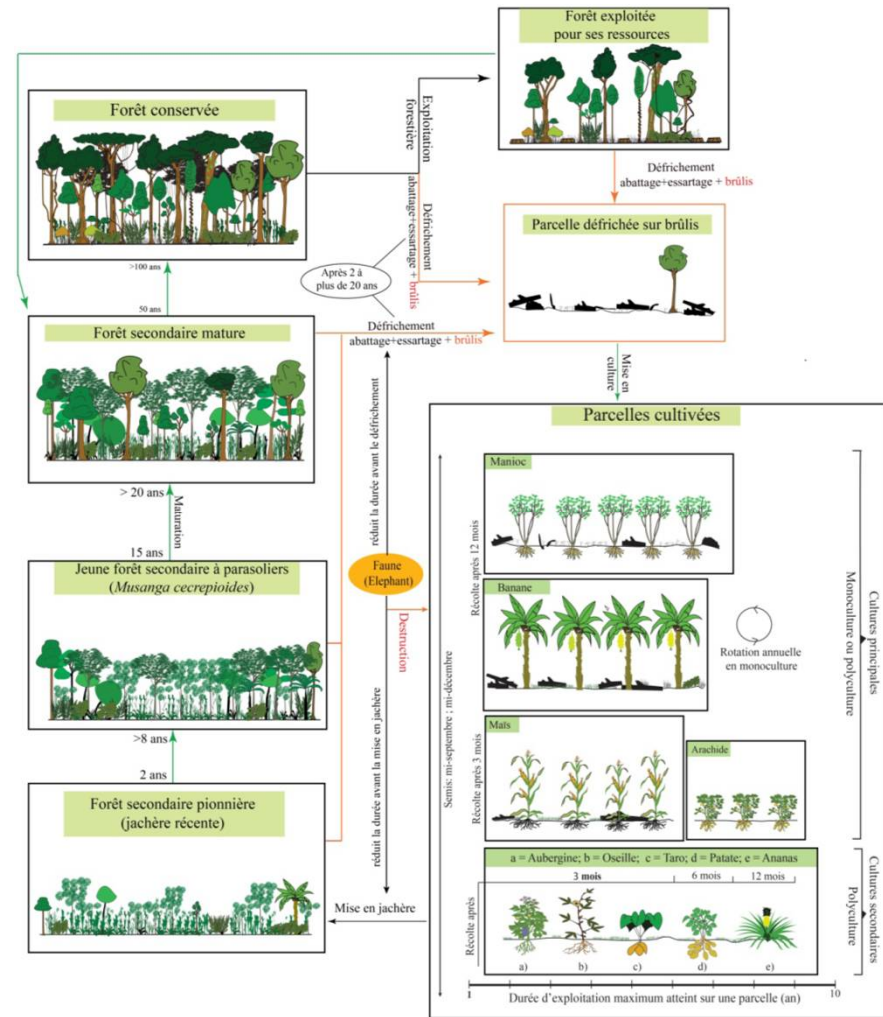 Forêt exploitée
pour ses ressources
Forêt conservée
Exploitation
forestière
Défrichement
abattage+essartage + brûlis
Défrichement
abattage+essartage + brûlis
Parcelle défrichée sur brûlis
>100 ans
50 ans
Après 2 à
plus de 20 ans
Forêt secondaire mature
Défrichement
abattage+essartage + brûlis
Mise en
culture
> 20 ans
Maturation
15 ans
Jeune forêt secondaire à parasoliers
(Musanga cecrepioides)
>8 ans
2 ans
Forêt secondaire pionnière
(jachère récente)
réduit la durée avant le défrichement
Faune
(Elephant)
Destruction
réduit la durée avant la mise en jachère
Mise en jachère
Parcelles cultivées
Semis: mi-septembre ; mi-décembre
Récolte après 12 mois
Manioc
Banane
Rotation annuelle
en monoculture
Récolte après 3 mois
Maïs
Arachide
Cultures principales
Monoculture ou polyculture
a = Aubergine; b = Oseille; c = Taro; d = Patate; e = Ananas
3 mois
6 mois
12 mois
Récolte après
a)
b)
c)
d)
e)
Cultures secondaires
Polyculture
1
10
Durée d'exploitation maximum atteint sur une parcelle (an)